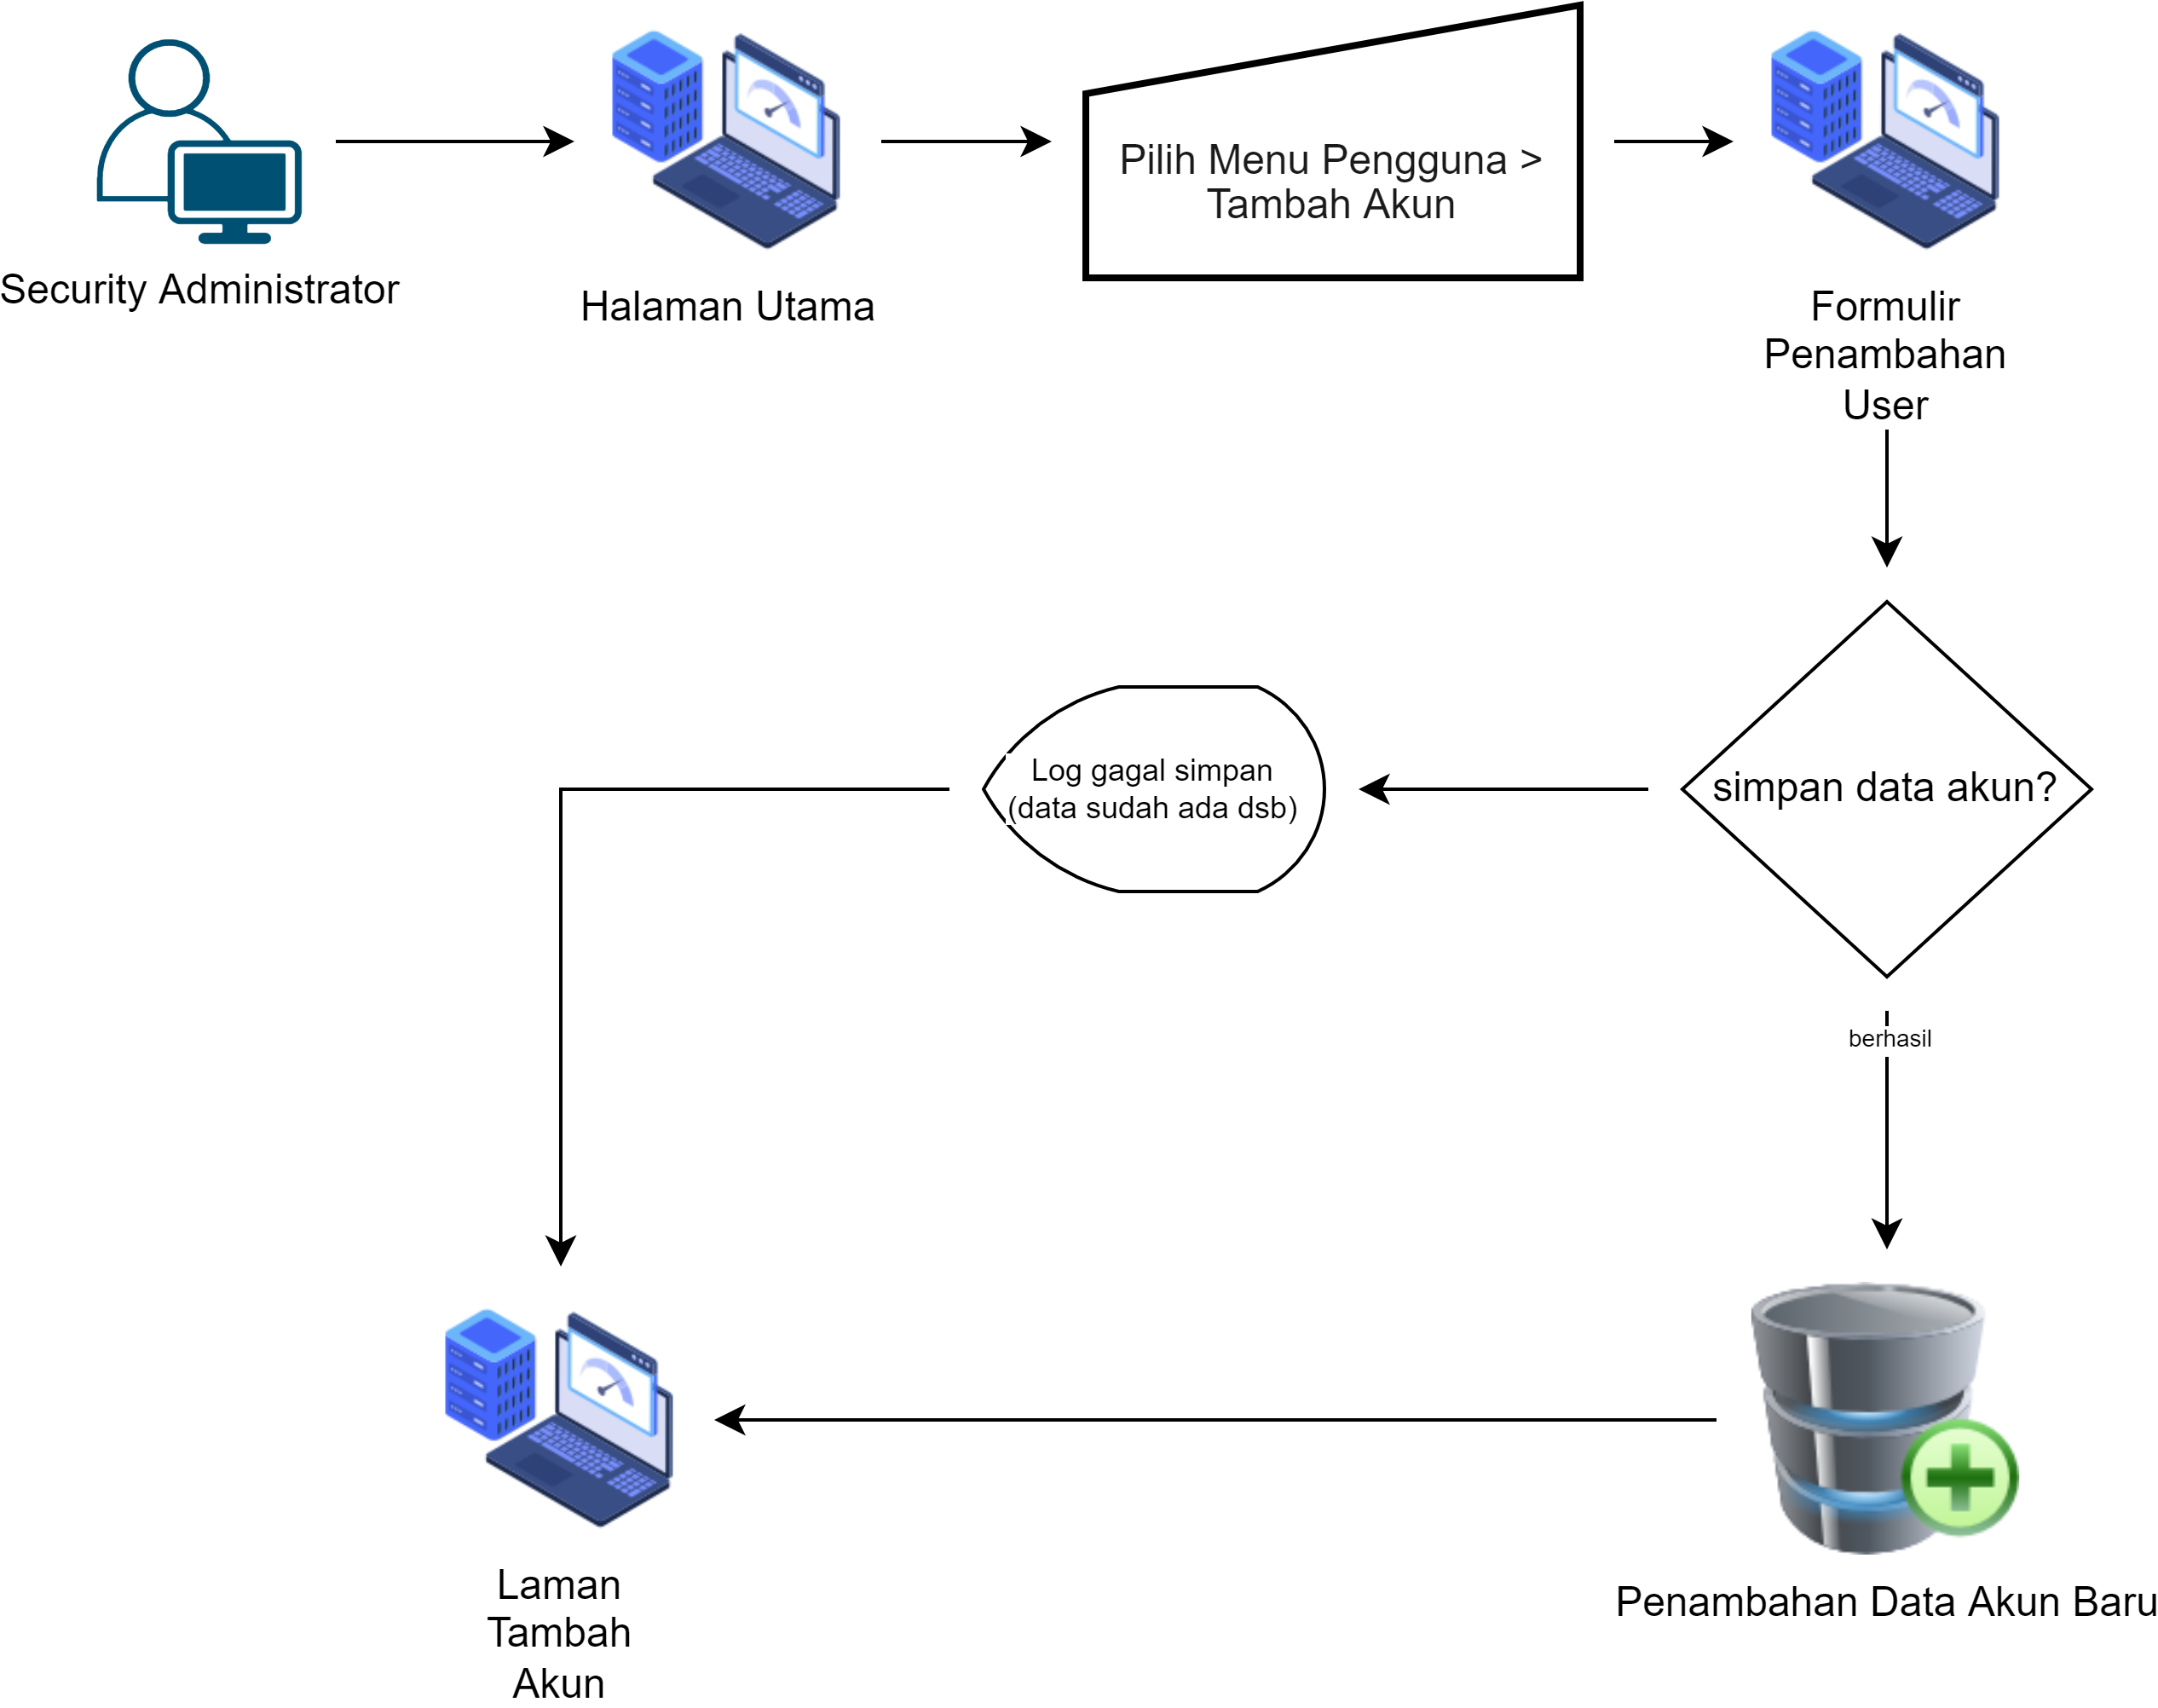 Security Administrator
Halaman Utama
Pilih Menu Pengguna >
Tambah Akun
Formulir
Penambahan
User
simpan data akun?
Log gagal simpan
(data sudah ada dsb)
berhasil
Penambahan Data Akun Baru
Laman
Tambah
Akun